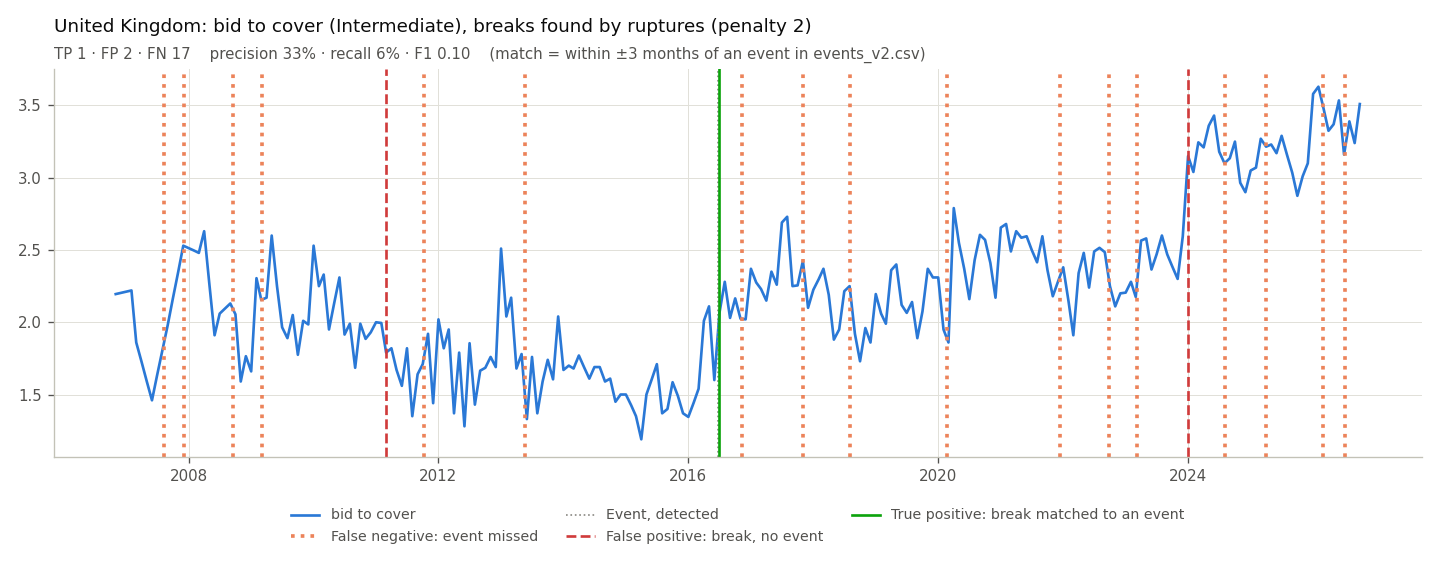 United Kingdom: bid to cover (Intermediate), breaks found by ruptures (penalty 2)
TP 1 · FP 2 · FN 17    precision 33% · recall 6% · F1 0.10    (match = within ±3 months of an event in events_v2.csv)
3.5
3.0
2.5
2.0
1.5
2008 2012 2016 2020 2024
bid to cover    Event, detected    True positive: break matched to an event
False negative: event missed    False positive: break, no event